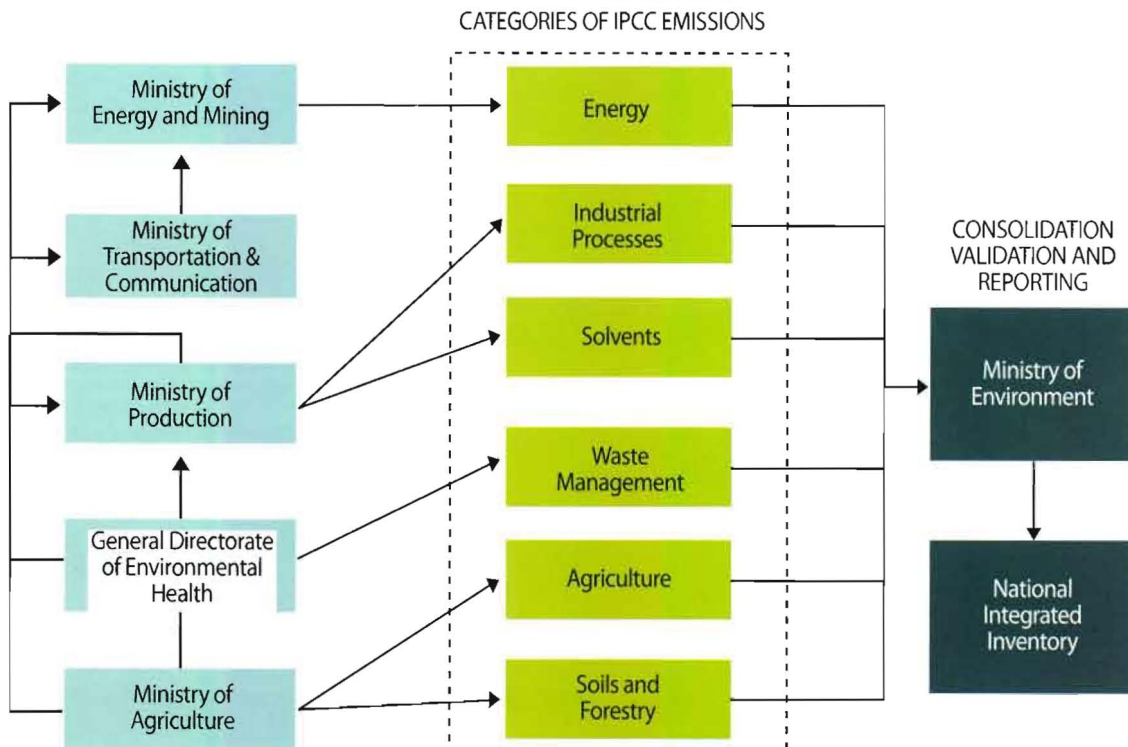 CATEGORIES OF IPCC EMISSIONS
Ministry of
Energy and Mining
Ministry of
Transportation &
Communication
Ministry of
Production
General Directorate
of Environmental
Health
Ministry of
Agriculture
Energy
Industrial
Processes
Solvents
Waste
Management
Agriculture
Soils and
Forestry
CONSOLIDATION
VALIDATION AND
REPORTING
Ministry of
Environment
National
Integrated
Inventory